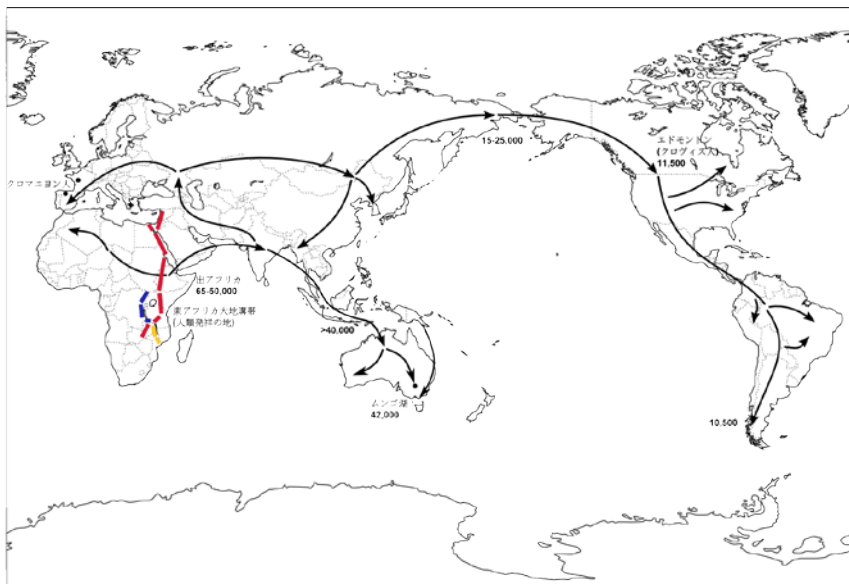 15-25,000
エドモントン
(クロヴィス人)
11,500
クロマニヨン人
出アフリカ
65-50,000
東アフリカ大地溝帯
(人類発祥の地)
>40,000
ムンゴ湖
42,000
10,500